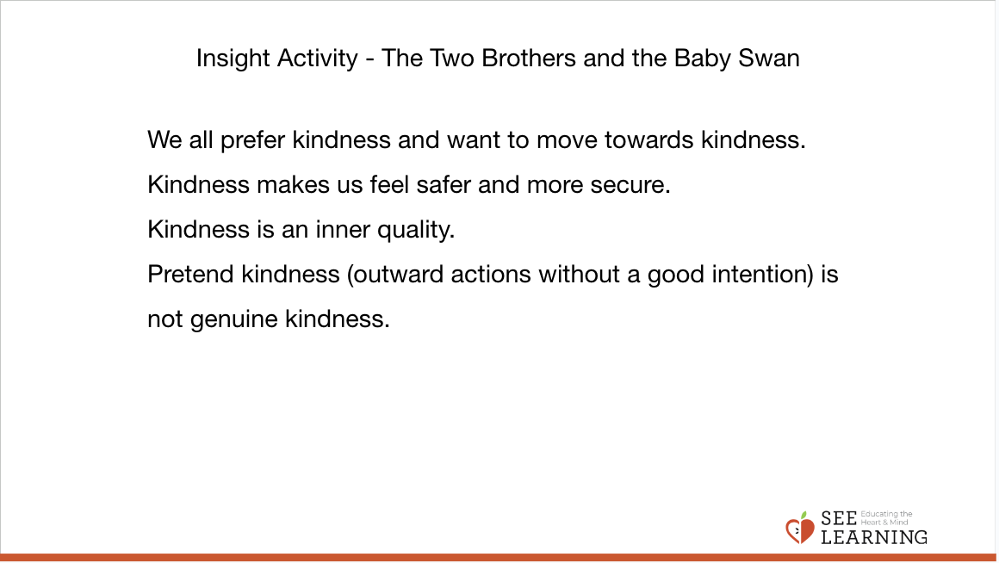 Insight Activity - The Two Brothers and the Baby Swan
We all prefer kindness and want to move towards kindness.
Kindness makes us feel safer and more secure.
Kindness is an inner quality.
Pretend kindness (outward actions without a good intention) is
not genuine kindness.
SEE Educating the
Heart & Mind
LEARNING